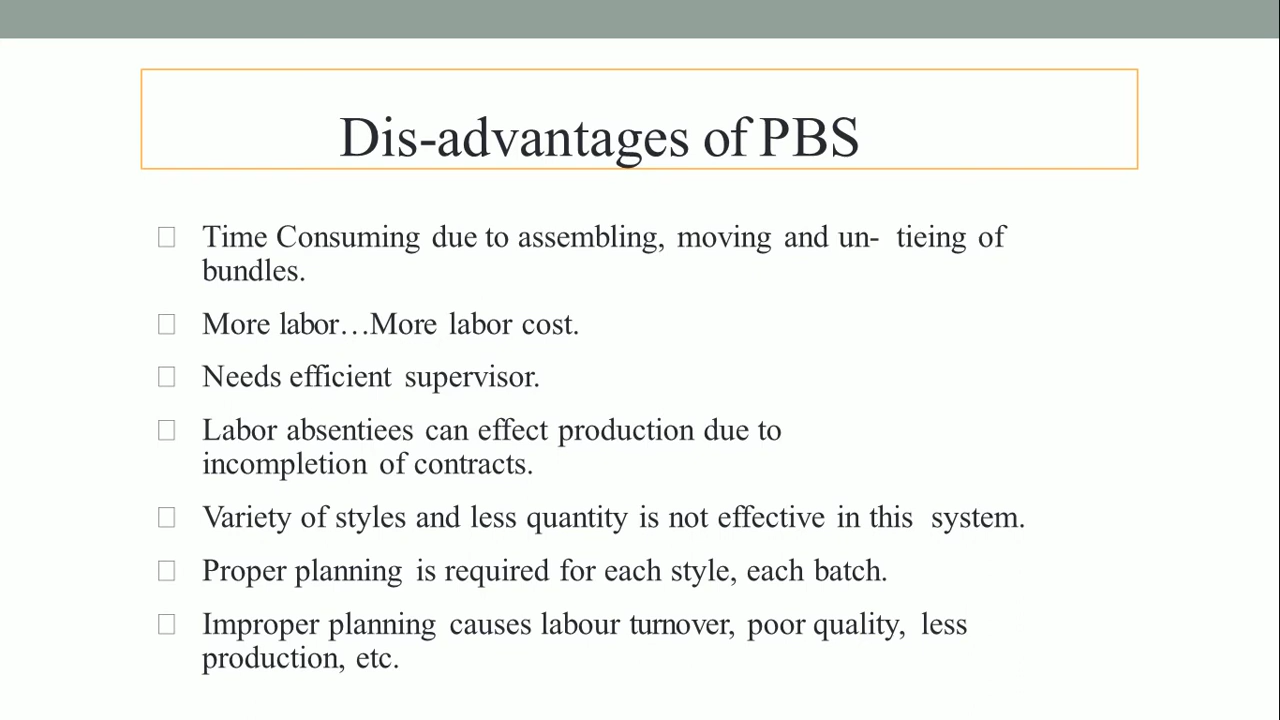 Dis-advantages of PBS
Time Consuming due to assembling, moving and un- tieing of
bundles.
More labor…More labor cost.
Needs efficient supervisor.
Labor absentiees can effect production due to
incompletion of contracts.
Variety of styles and less quantity is not effective in this system.
Proper planning is required for each style, each batch.
Improper planning causes labour turnover, poor quality, less
production, etc.